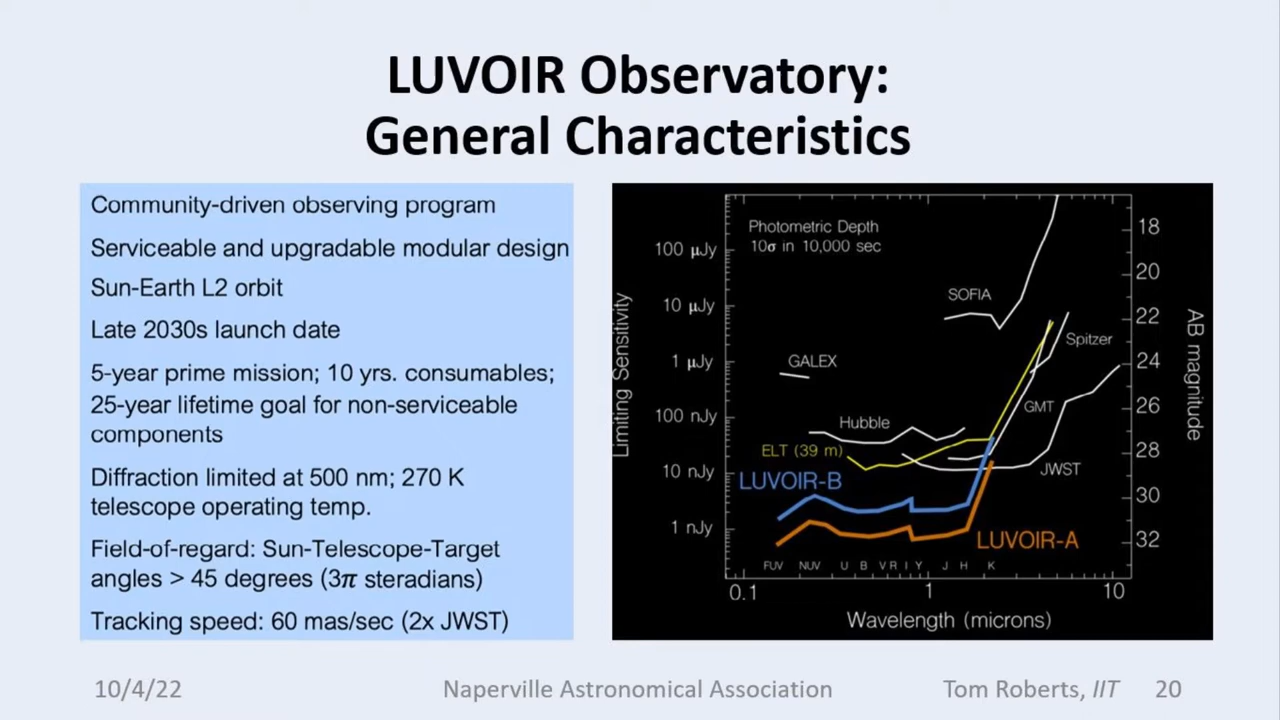 LUVOIR Observatory:
General Characteristics
Community-driven observing program
Serviceable and upgradable modular design
Sun-Earth L2 orbit
Late 2030s launch date
5-year prime mission; 10 yrs. consumables;
25-year lifetime goal for non-serviceable
components
Diffraction limited at 500 nm; 270 K
telescope operating temp.
Field-of-regard: Sun-Telescope-Target
angles > 45 degrees (3π steradians)
Tracking speed: 60 mas/sec (2x JWST)
Photometric Depth
10σ in 10,000 sec
Limiting Sensitivity
100 μJy
10 μJy
1 μJy
100 nJy
10 nJy
1 nJy
SOFIA
GALEX
Spitzer
Hubble
GMT
ELT (39 m)
JWST
LUVOIR-B
LUVOIR-A
18
20
22
24
26
28
30
32
AB magnitude
FUV NUV U B V R I Y J H K
0.1 1 10
Wavelength (microns)
10/4/22 Naperville Astronomical Association Tom Roberts, IIT 20